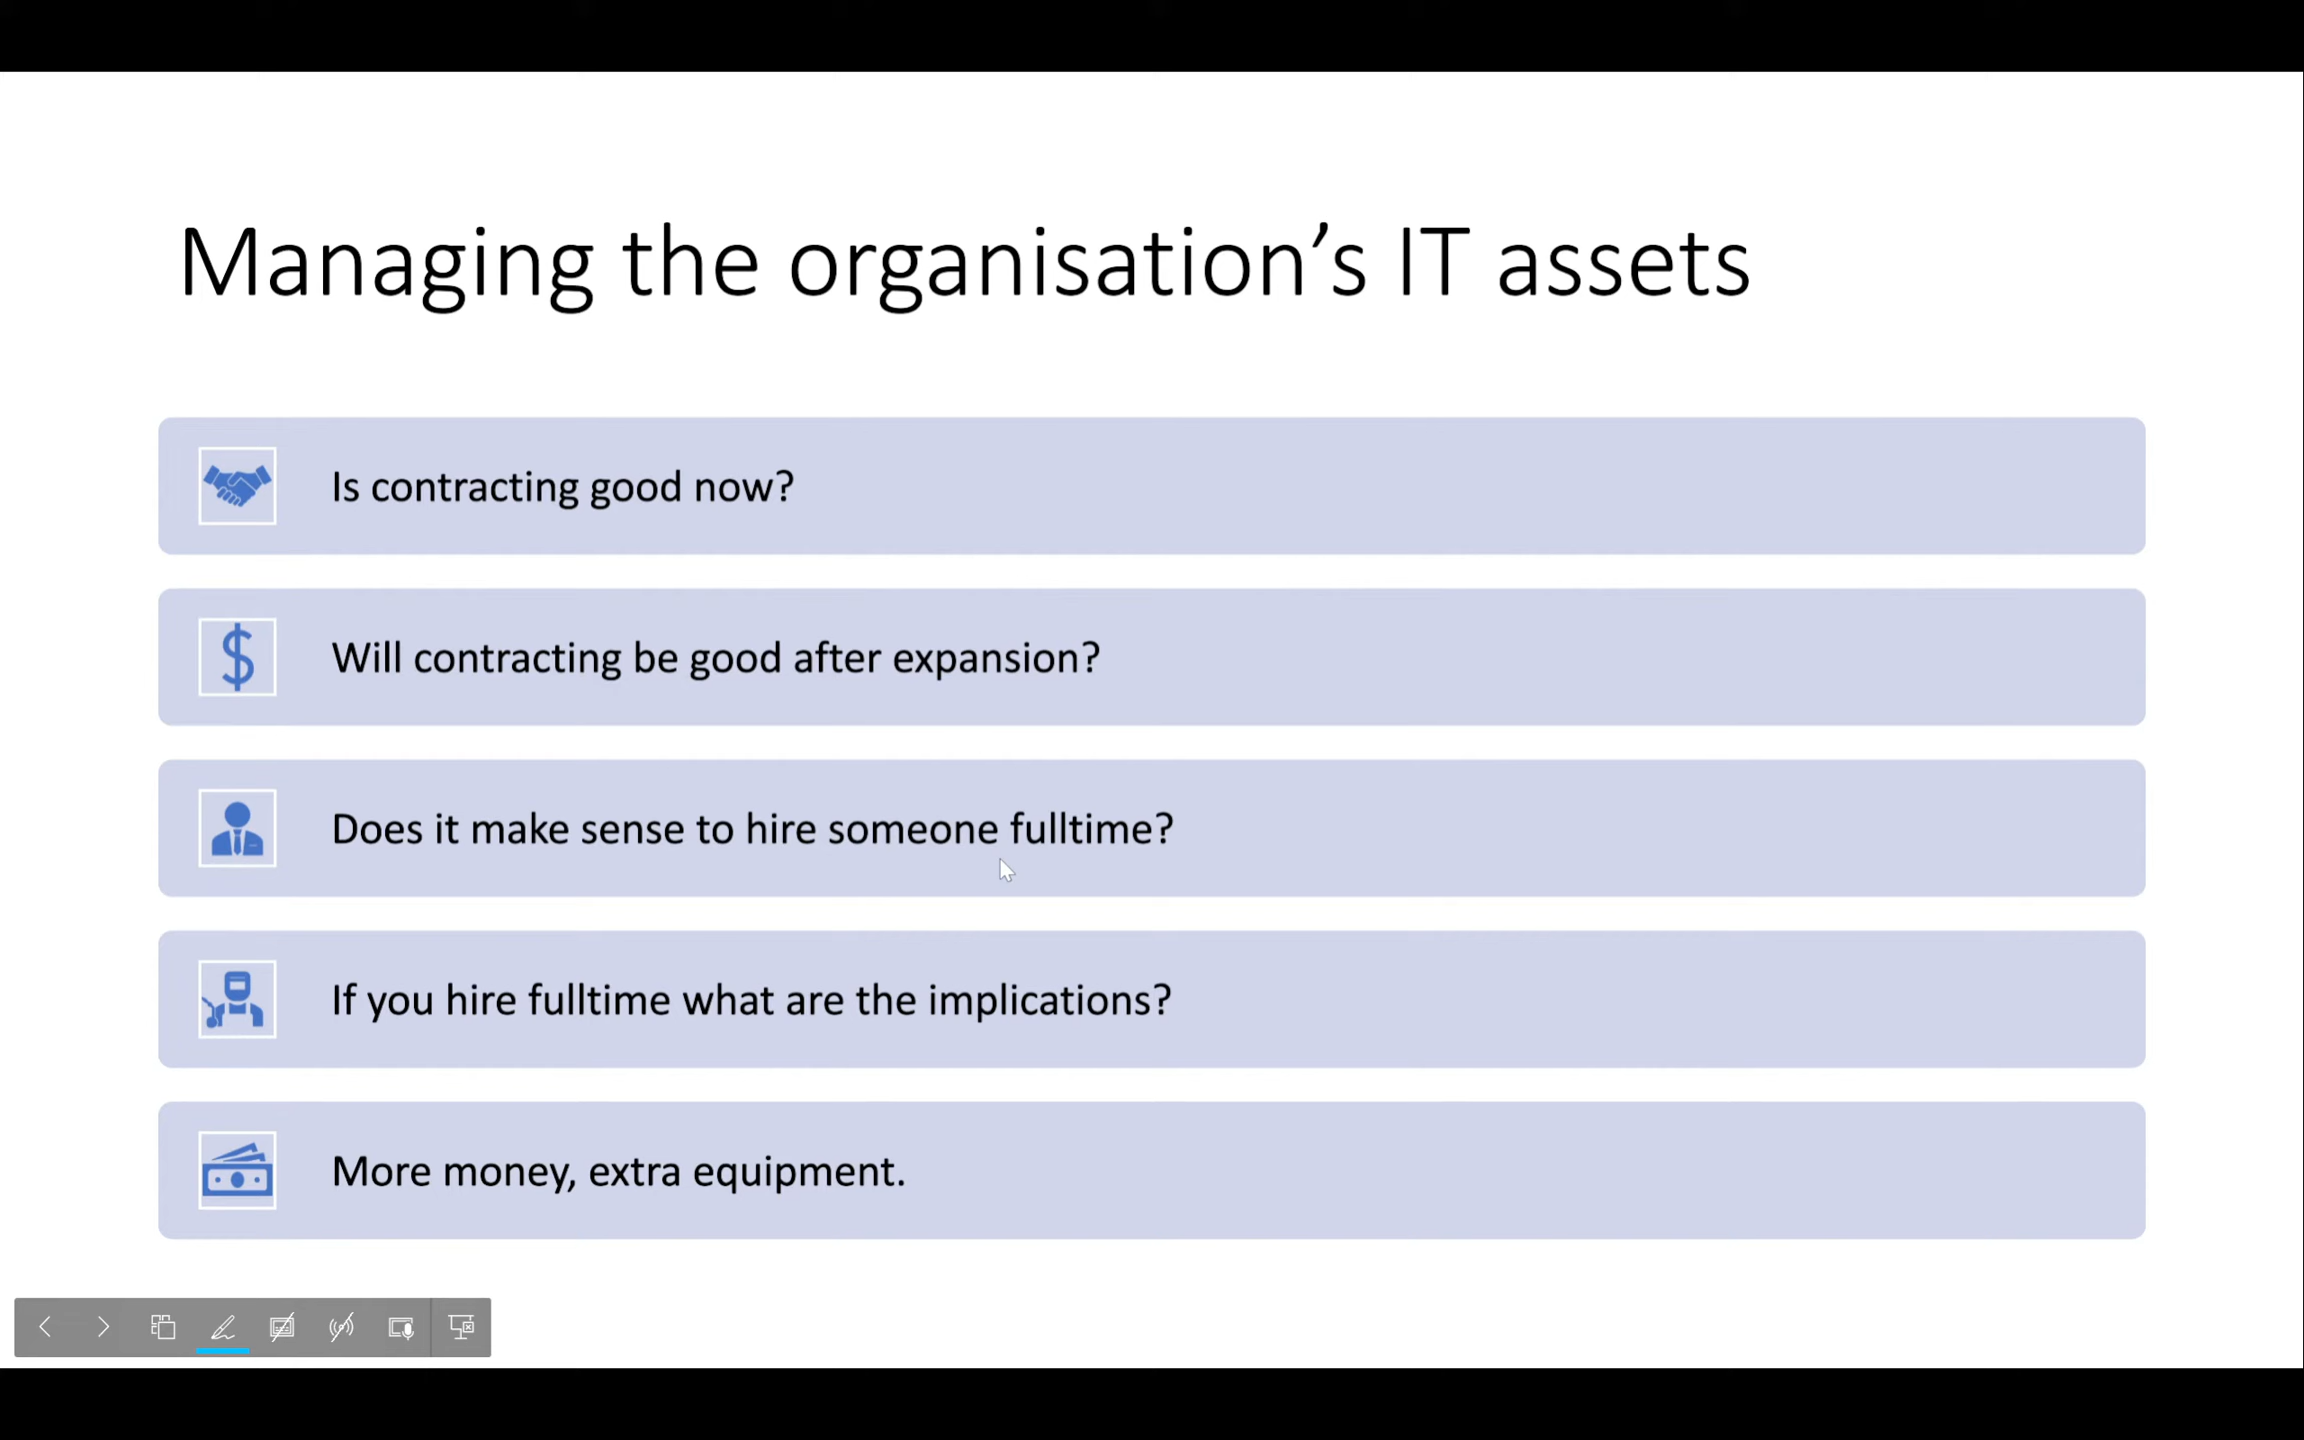 Managing the organisation’s IT assets
Is contracting good now?
Will contracting be good after expansion?
Does it make sense to hire someone fulltime?
If you hire fulltime what are the implications?
More money, extra equipment.